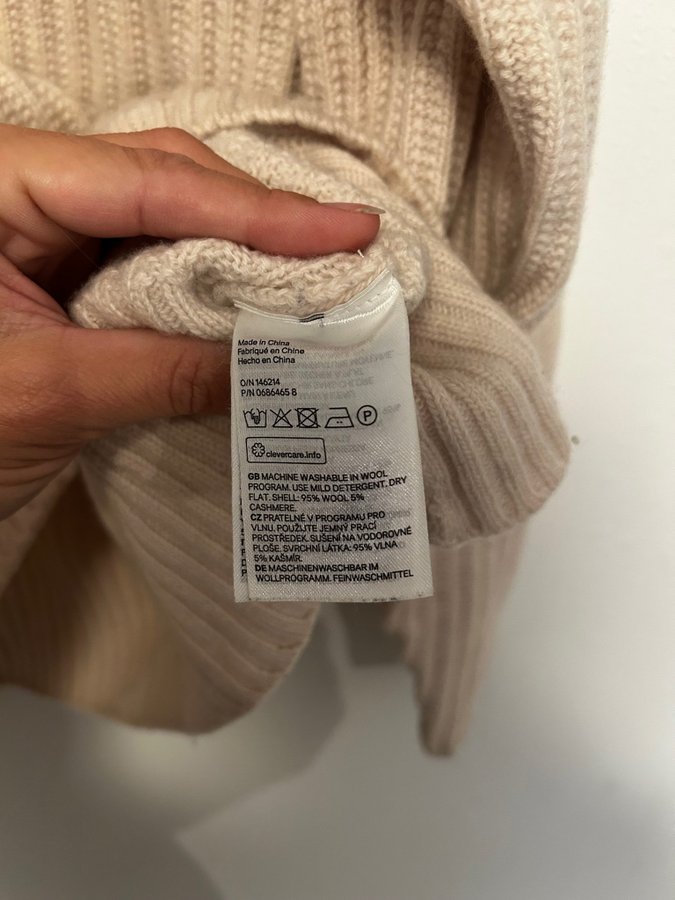 Made in China
Fabriqué en Chine
Hecho en China
O/N 146214
P/N 0686465 8
P
clevercare.info
GB MACHINE WASHABLE IN WOOL
PROGRAM. USE MILD DETERGENT. DRY
FLAT. SHELL: 95% WOOL 5%
CASHMERE.
CZ PRATELNÉ V PROGRAMU PRO
VLNU. POUŽIJTE JEMNÝ PRACÍ
PROSTŘEDEK. SUŠENÍ NA VODOROVNÉ
PLOŠE. SVRCHNÍ LÁTKA: 95% VLNA
5% KAŠMÍR.
DE MASCHINENWASCHBAR IM
WOLLPROGRAMM. FEINWASCHMITTEL